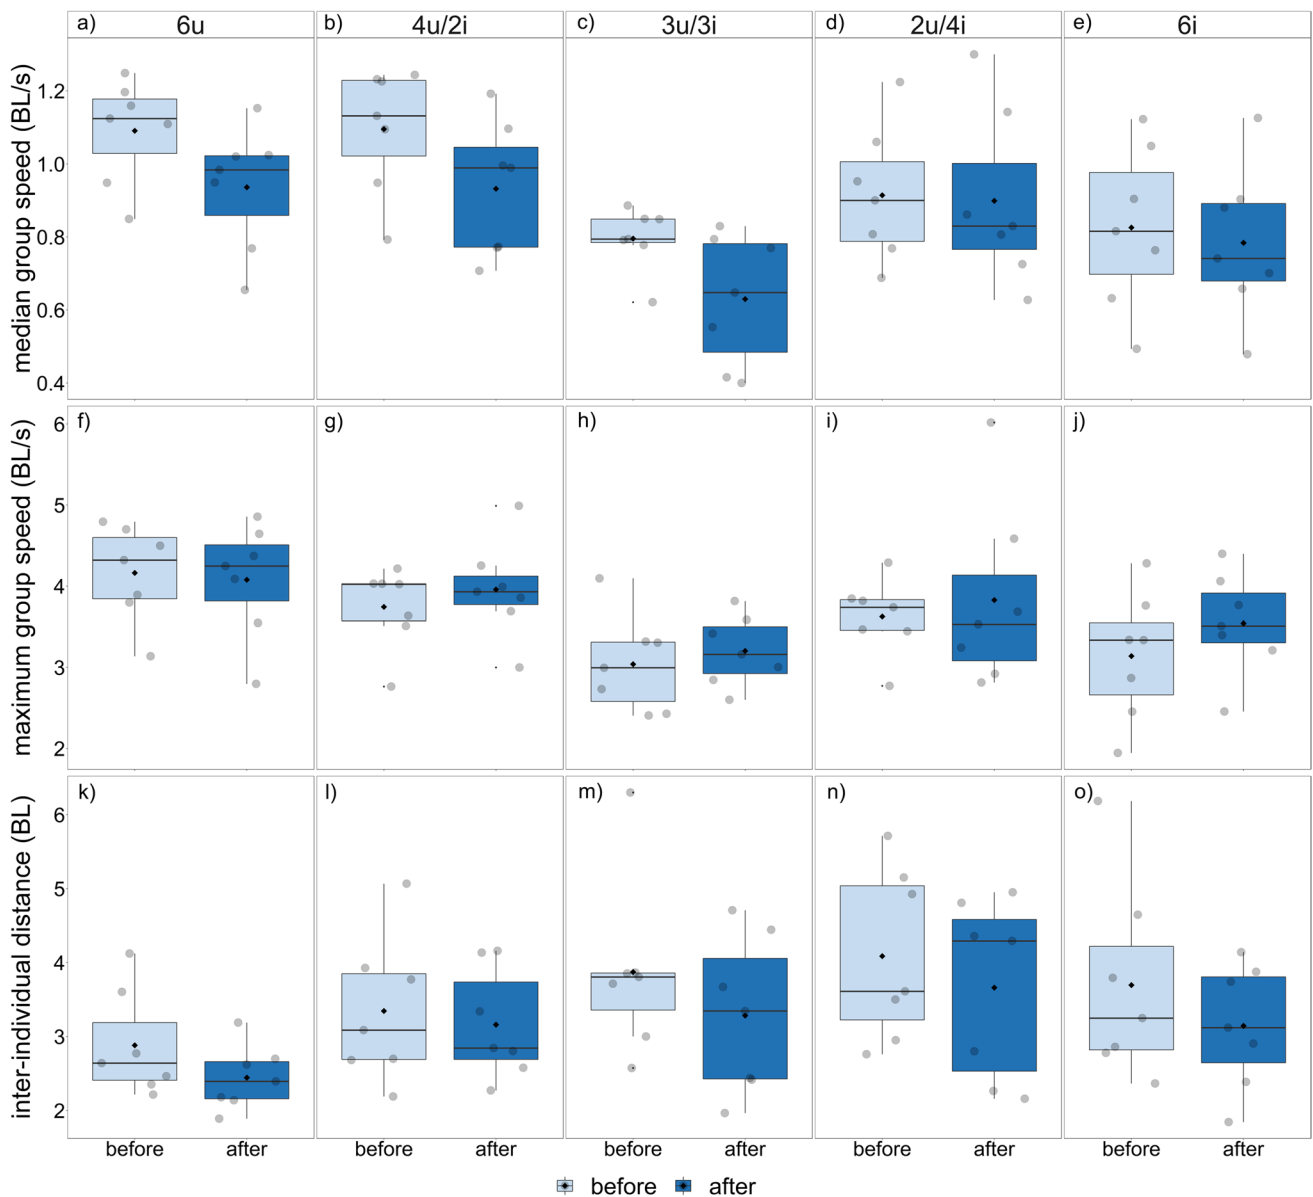 a) 6u b) 4u/2i c) 3u/3i d) 2u/4i e) 6i
median group speed (BL/s)
1.2
1.0
0.8
0.6
0.4
f) g) h) i) j)
maximum group speed (BL/s)
6
5
4
3
2
k) l) m) n) o)
inter-individual distance (BL)
6
5
4
3
2
before after before after before after before after before after
before after